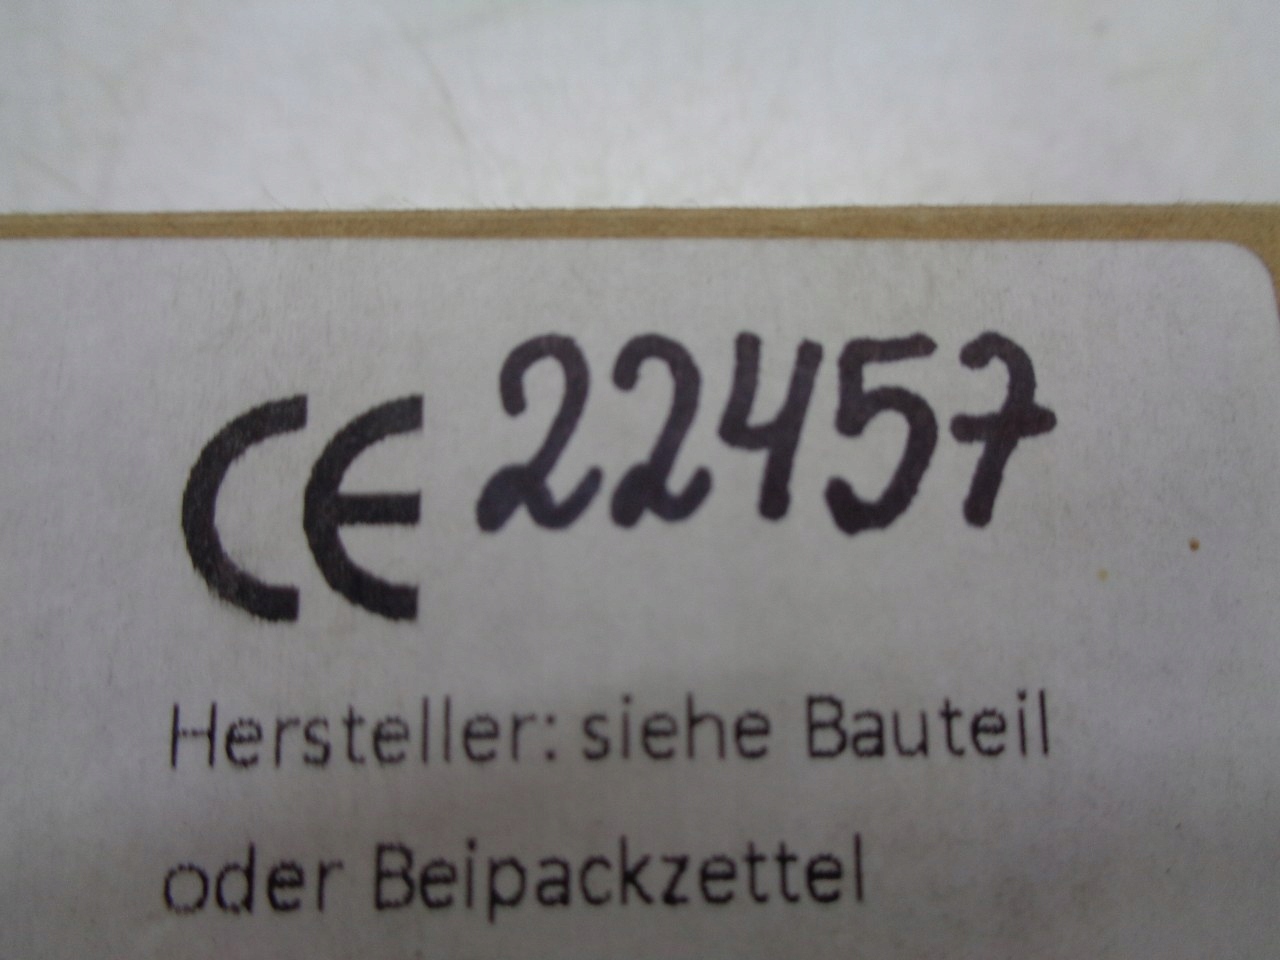 CE 22457
Hersteller: siehe Bauteil
oder Beipackzettel